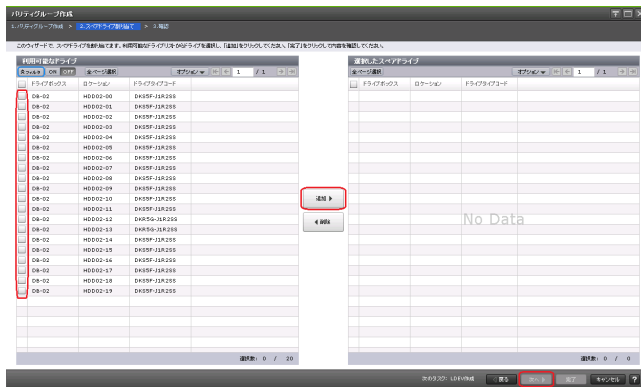 パリティグループ作成
1.パリティグループ作成 > 2.スペアドライブ割り当て > 3.確認
このウィザードで、スペアドライブを割り当てます。利用可能なドライブリストからドライブを選択し、[追加]をクリックしてください。[完了]をクリックして内容を確認してください。
利用可能なドライブ
フィルタ ON OFF 全ページ選択 オプション 1 / 1
ドライブボックス ロケーション ドライブタイプコード
DB-02 HDD02-00 DKS5F-J1R2SS
DB-02 HDD02-01 DKS5F-J1R2SS
DB-02 HDD02-02 DKS5F-J1R2SS
DB-02 HDD02-03 DKS5F-J1R2SS
DB-02 HDD02-04 DKS5F-J1R2SS
DB-02 HDD02-05 DKS5F-J1R2SS
DB-02 HDD02-06 DKS5F-J1R2SS
DB-02 HDD02-07 DKS5F-J1R2SS
DB-02 HDD02-08 DKS5F-J1R2SS
DB-02 HDD02-09 DKS5F-J1R2SS
DB-02 HDD02-10 DKS5F-J1R2SS
DB-02 HDD02-11 DKS5F-J1R2SS
DB-02 HDD02-12 DKR5G-J1R2SS
DB-02 HDD02-13 DKR5G-J1R2SS
DB-02 HDD02-14 DKS5F-J1R2SS
DB-02 HDD02-15 DKS5F-J1R2SS
DB-02 HDD02-16 DKS5F-J1R2SS
DB-02 HDD02-17 DKS5F-J1R2SS
DB-02 HDD02-18 DKS5F-J1R2SS
DB-02 HDD02-19 DKS5F-J1R2SS
選択数: 0 / 20
追加
削除
選択したスペアドライブ
全ページ選択 オプション 1 / 1
ドライブボックス ロケーション ドライブタイプコード
No Data
選択数: 0 / 0
次のタスク: LDEV作成 戻る 次へ 完了 キャンセル ?